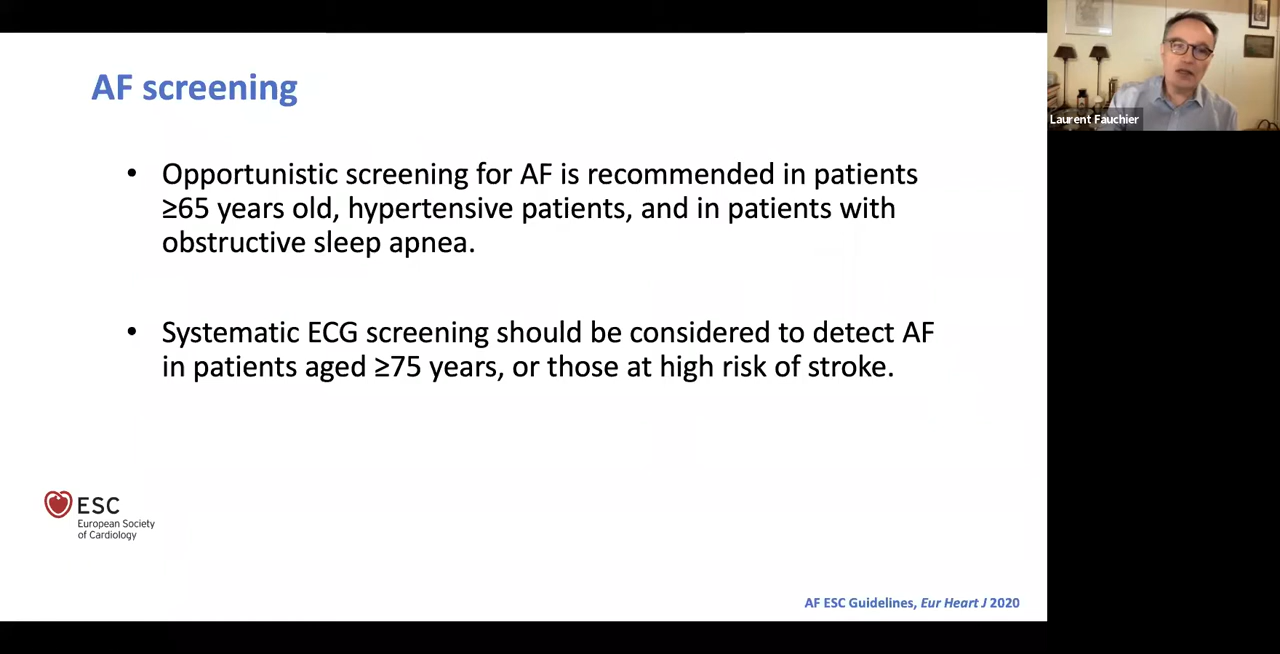 AF screening
• Opportunistic screening for AF is recommended in patients
≥65 years old, hypertensive patients, and in patients with
obstructive sleep apnea.
• Systematic ECG screening should be considered to detect AF
in patients aged ≥75 years, or those at high risk of stroke.
ESC
European Society
of Cardiology
AF ESC Guidelines, Eur Heart J 2020
Laurent Fauchier